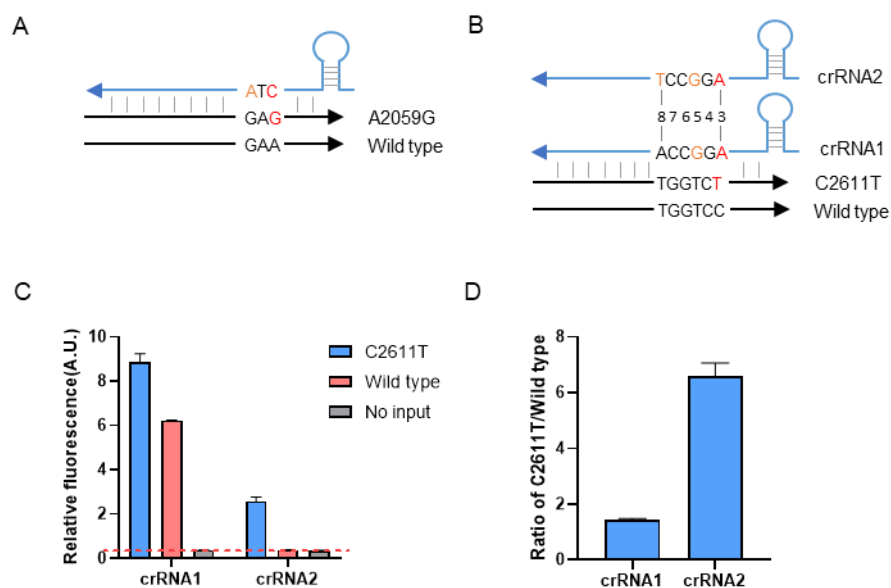 A
ATC
GAG A2059G
GAA Wild type
B
TCCGGA crRNA2
8 7 6 5 4 3
ACCGGA crRNA1
TGGTCT C2611T
TGGTCC Wild type
C
Relative fluorescence(A.U.)
10
8
6
4
2
0
C2611T
Wild type
No input
crRNA1 crRNA2
D
Ratio of C2611T/Wild type
8
6
4
2
0
crRNA1 crRNA2